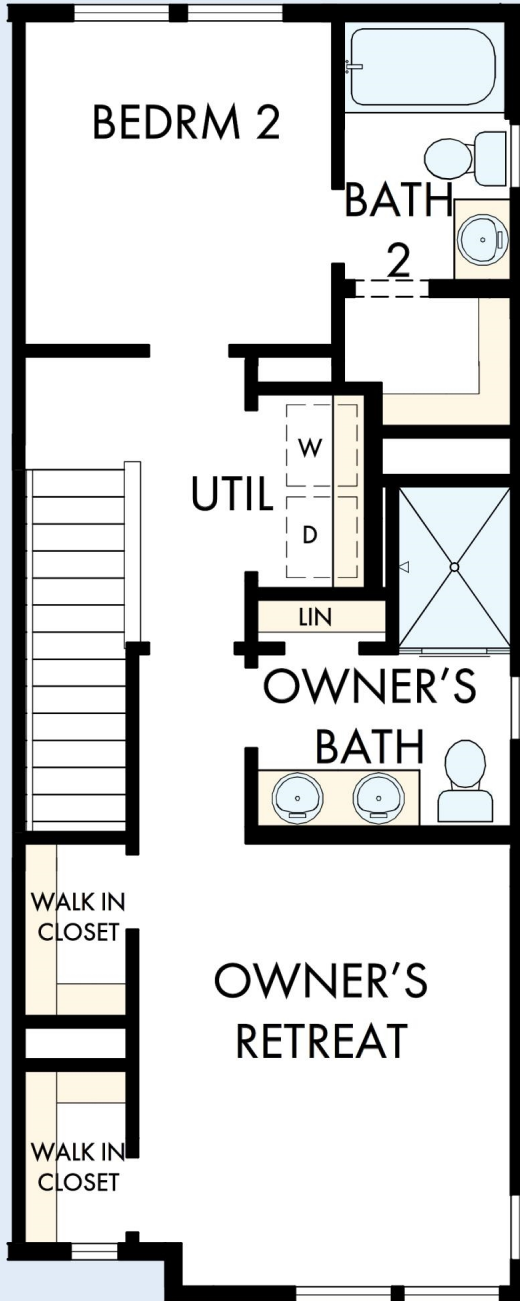 BEDRM 2
BATH
2
W
UTIL
D
LIN
OWNER'S
BATH
WALK IN
CLOSET
OWNER'S
RETREAT
WALK IN
CLOSET